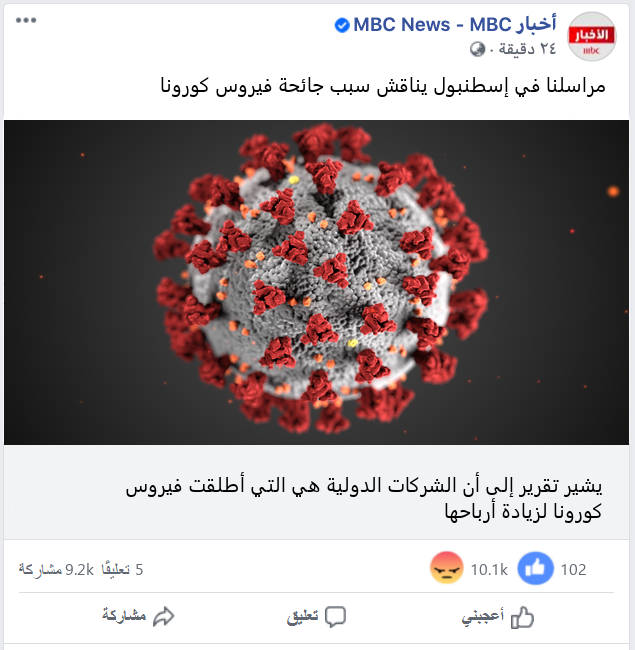 أخبار MBC News - MBC
الأخبار
mbc
٢٤ دقيقة ·
مراسلنا في إسطنبول يناقش سبب جائحة فيروس كورونا
يشير تقرير إلى أن الشركات الدولية هي التي أطلقت فيروس
كورونا لزيادة أرباحها
102 10.1k 5 تعليقًا 9.2k مشاركة
أعجبني تعليق مشاركة